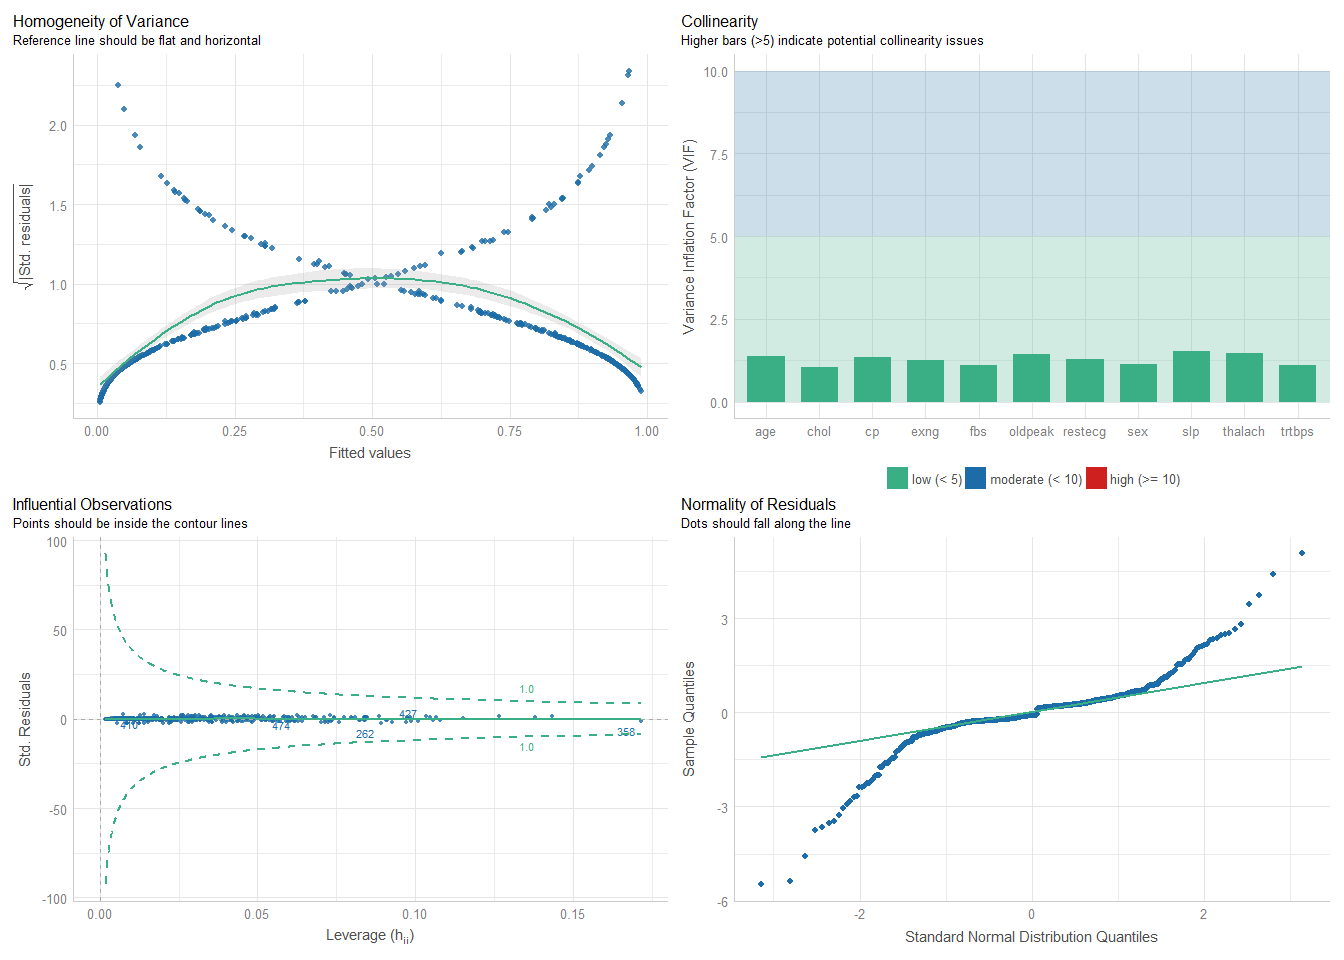 Homogeneity of Variance
Reference line should be flat and horizontal
2.0
1.5
1.0
0.5
√|Std. residuals|
0.00 0.25 0.50 0.75 1.00
Fitted values
Collinearity
Higher bars (>5) indicate potential collinearity issues
10.0
7.5
5.0
2.5
0.0
Variance Inflation Factor (VIF)
age chol cp exng fbs oldpeak restecg sex slp thalach trtbps
low (< 5) moderate (< 10) high (>= 10)
Influential Observations
Points should be inside the contour lines
100
50
0
-50
-100
Std. Residuals
1.0
427
416 474 262 358
1.0
0.00 0.05 0.10 0.15
Leverage (hii)
Normality of Residuals
Dots should fall along the line
3
0
-3
-6
Sample Quantiles
-2 0 2
Standard Normal Distribution Quantiles